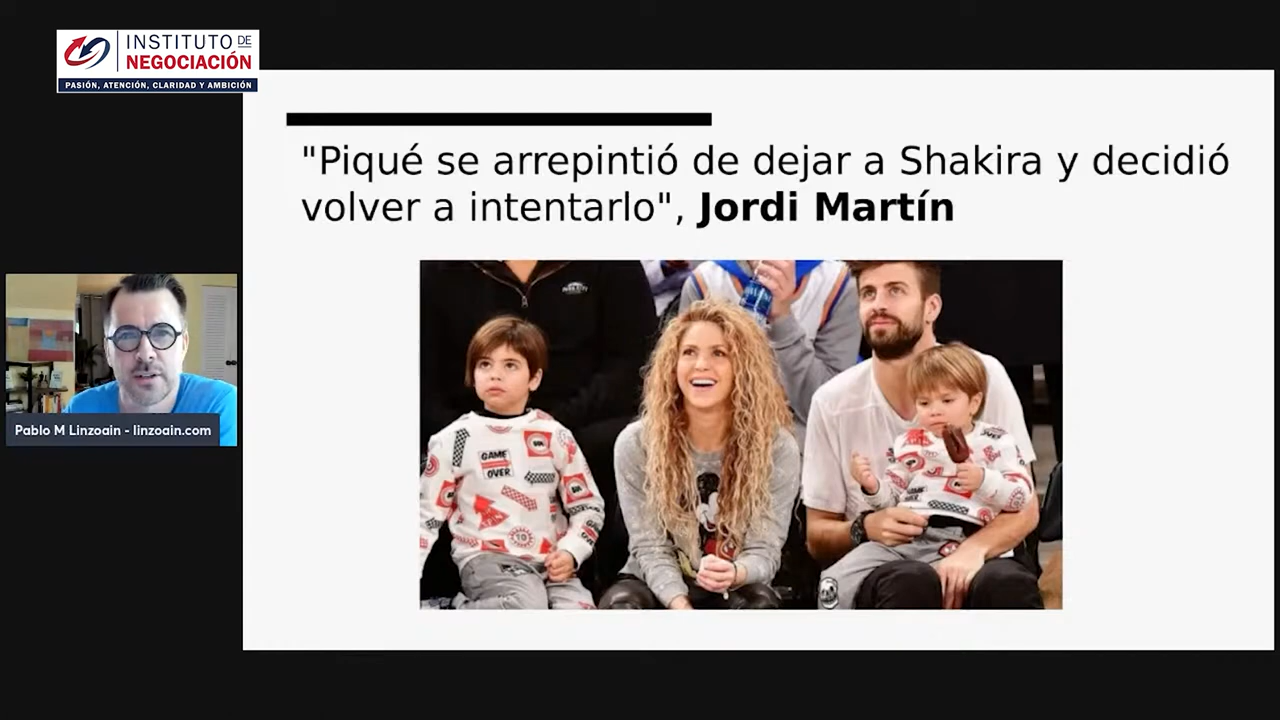 INSTITUTO DE
NEGOCIACIÓN
PASIÓN, ATENCIÓN, CLARIDAD Y AMBICIÓN
"Piqué se arrepintió de dejar a Shakira y decidió
volver a intentarlo", Jordi Martín
GAME
OVER
Pablo M Linzoain - linzoain.com